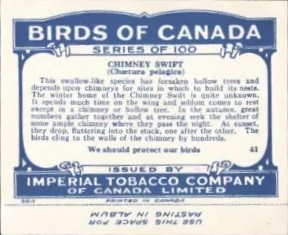 BIRDS OF CANADA
SERIES OF 100
CHIMNEY SWIFT
(Chætura pelagica)
This swallow-like species has forsaken hollow trees and
depends upon chimneys for sites in which to build its nests.
The winter home of the Chimney Swift is quite unknown.
It spends much time on the wing and seldom comes to rest
except in a chimney or hollow tree. In the autumn, great
numbers gather together and at evening seek the shelter of
some ample chimney where they pass the night. At sunset,
they drop, fluttering into the stack, one after the other. The
birds cling to the walls of the chimney by hundreds.
We should protect our birds 41
ISSUED BY
IMPERIAL TOBACCO COMPANY
OF CANADA LIMITED
USE THIS SPACE FOR
PASTING IN ALBUM